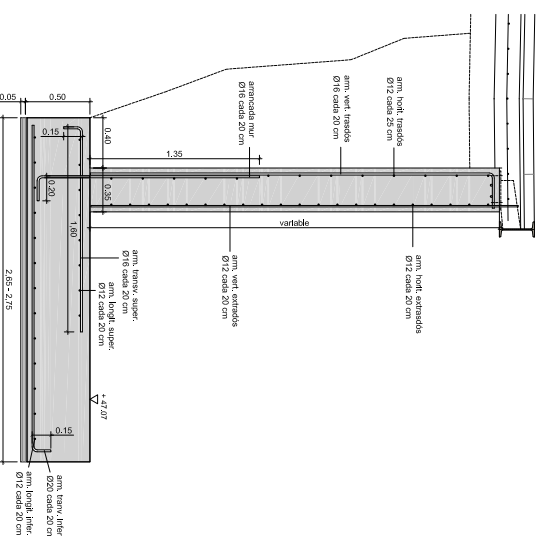 0.05
0.50
0.15
0.40
1.35
arrancada mur
Ø16 cada 20 cm
arm. vert. trasdós
Ø16 cada 20 cm
arm. horit. trasdós
Ø12 cada 25 cm
0.20
0.35
1.60
variable
arm. transv. super.
Ø16 cada 20 cm
arm. longit. super.
Ø12 cada 20 cm
arm. vert. extradós
Ø12 cada 20 cm
arm. horit. extrasdós
Ø12 cada 20 cm
2,65 - 2,75
+ 47.07
0.15
arm. tranv. infer.
Ø20 cada 20 cm
arm. longit. infer.
Ø12 cada 20 cm